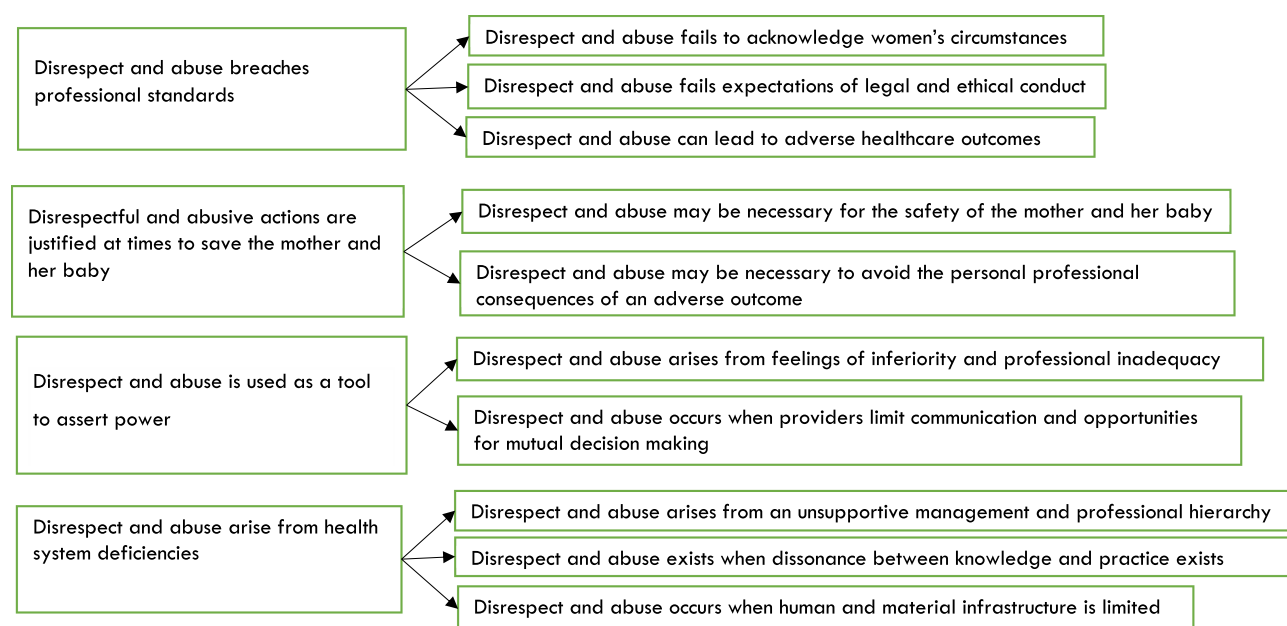 Disrespect and abuse breaches
professional standards
Disrespect and abuse fails to acknowledge women's circumstances
Disrespect and abuse fails expectations of legal and ethical conduct
Disrespect and abuse can lead to adverse healthcare outcomes
Disrespectful and abusive actions are
justified at times to save the mother and
her baby
Disrespect and abuse may be necessary for the safety of the mother and her baby
Disrespect and abuse may be necessary to avoid the personal professional
consequences of an adverse outcome
Disrespect and abuse is used as a tool
to assert power
Disrespect and abuse arises from feelings of inferiority and professional inadequacy
Disrespect and abuse occurs when providers limit communication and opportunities
for mutual decision making
Disrespect and abuse arise from health
system deficiencies
Disrespect and abuse arises from an unsupportive management and professional hierarchy
Disrespect and abuse exists when dissonance between knowledge and practice exists
Disrespect and abuse occurs when human and material infrastructure is limited